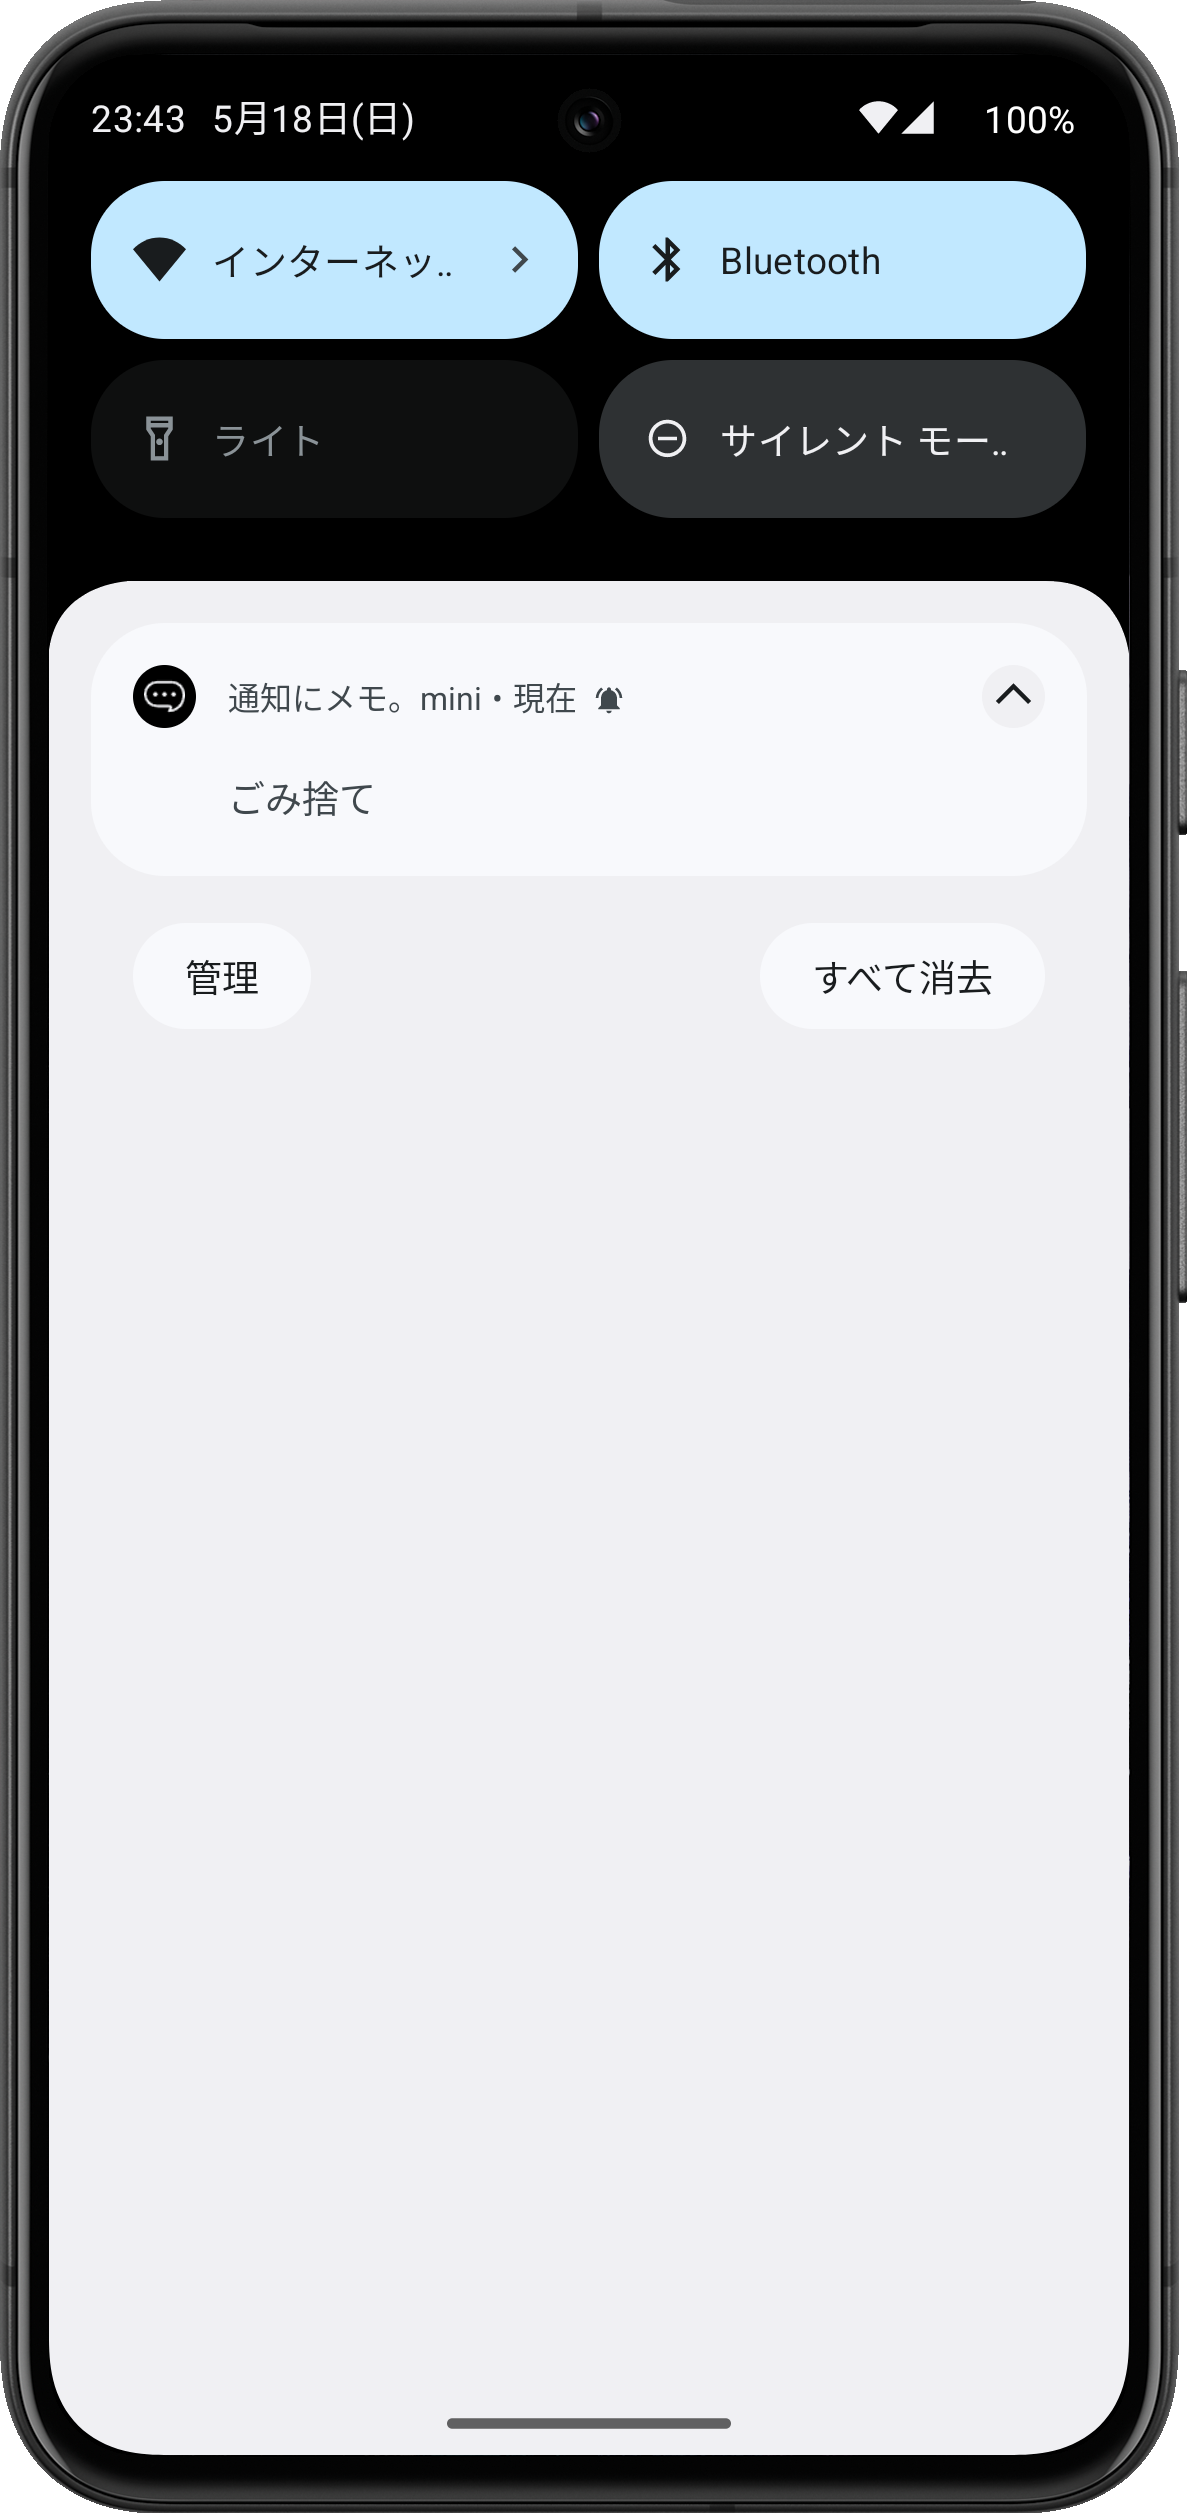 23:43 5月18日(日)
100%
インターネッ..
Bluetooth
ライト
サイレント モー..
通知にメモ。mini・現在
ごみ捨て
管理
すべて消去